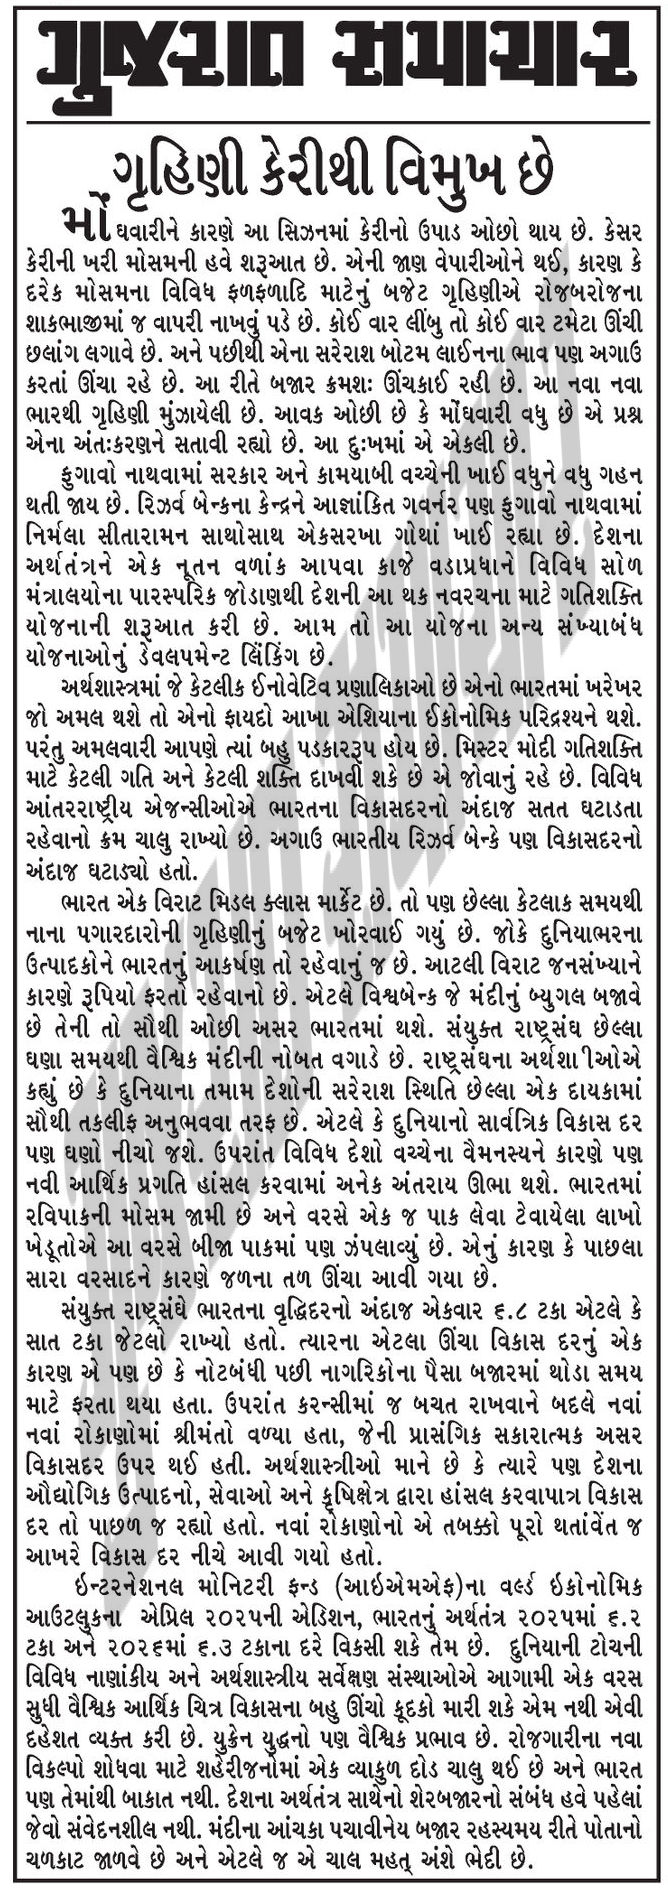 ગુજરાત સમાચાર
ગૃહિણી કેરીથી વિમુખ છે
મોંઘવારીને કારણે આ સિઝનમાં કેરીનો ઉપાડ ઓછો થાય છે. કેસર
કેરીની ખરી મોસમની હવે શરૂઆત છે. એની જાણ વેપારીઓને થઈ, કારણ કે
દરેક મોસમના વિવિધ ફળફળાદિ માટેનું બજેટ ગૃહિણીએ રોજબરોજના
શાકભાજીમાં જ વાપરી નાખવું પડે છે. કોઈ વાર લીંબુ તો કોઈ વાર ટમેટા ઊંચી
છલાંગ લગાવે છે. અને પછીથી એના સરેરાશ બોટમ લાઈનના ભાવ પણ અગાઉ
કરતાં ઊંચા રહે છે. આ રીતે બજાર ક્રમશઃ ઊંચકાઈ રહી છે. આ નવા નવા
ભારથી ગૃહિણી મુંઝાયેલી છે. આવક ઓછી છે કે મોંઘવારી વધુ છે એ પ્રશ્ન
એના અંતઃકરણને સતાવી રહ્યો છે. આ દુઃખમાં એ એકલી છે.
ફુગાવો નાથવામાં સરકાર અને કામયાબી વચ્ચેની ખાઈ વધુને વધુ ગહન
થતી જાય છે. રિઝર્વ બેન્કના કેન્દ્રને આજ્ઞાંકિત ગવર્નર પણ ફુગાવો નાથવામાં
નિર્મલા સીતારામન સાથોસાથ એકસરખા ગોથાં ખાઈ રહ્યા છે. દેશના
અર્થતંત્રને એક નૂતન વળાંક આપવા કાજે વડાપ્રધાને વિવિધ સોળ
મંત્રાલયોના પારસ્પરિક જોડાણથી દેશની આ થક નવરચના માટે ગતિશક્તિ
યોજનાની શરૂઆત કરી છે. આમ તો આ યોજના અન્ય સંખ્યાબંધ
યોજનાઓનું ડેવલપમેન્ટ લિંકિંગ છે.
અર્થશાસ્ત્રમાં જે કેટલીક ઈનોવેટિવ પ્રણાલિકાઓ છે એનો ભારતમાં ખરેખર
જો અમલ થશે તો એનો ફાયદો આખા એશિયાના ઈકોનોમિક પરિદ્રશ્યને થશે.
પરંતુ અમલવારી આપણે ત્યાં બહુ પડકારરૂપ હોય છે. મિસ્ટર મોદી ગતિશક્તિ
માટે કેટલી ગતિ અને કેટલી શક્તિ દાખવી શકે છે એ જોવાનું રહે છે. વિવિધ
આંતરરાષ્ટ્રીય એજન્સીઓએ ભારતના વિકાસદરનો અંદાજ સતત ઘટાડતા
રહેવાનો ક્રમ ચાલુ રાખ્યો છે. અગાઉ ભારતીય રિઝર્વ બેન્કે પણ વિકાસદરનો
અંદાજ ઘટાડ્યો હતો.
ભારત એક વિરાટ મિડલ ક્લાસ માર્કેટ છે. તો પણ છેલ્લા કેટલાક સમયથી
નાના પગારદારોની ગૃહિણીનું બજેટ ખોરવાઈ ગયું છે. જોકે દુનિયાભરના
ઉત્પાદકોને ભારતનું આકર્ષણ તો રહેવાનું જ છે. આટલી વિરાટ જનસંખ્યાને
કારણે રૂપિયો ફરતો રહેવાનો છે. એટલે વિશ્વબેન્ક જે મંદીનું બ્યુગલ બજાવે
છે તેની તો સૌથી ઓછી અસર ભારતમાં થશે. સંયુક્ત રાષ્ટ્રસંઘ છેલ્લા
ઘણા સમયથી વૈશ્વિક મંદીની નોબત વગાડે છે. રાષ્ટ્રસંઘના અર્થશાીઓએ
કહ્યું છે કે દુનિયાના તમામ દેશોની સરેરાશ સ્થિતિ છેલ્લા એક દાયકામાં
સૌથી તકલીફ અનુભવવા તરફ છે. એટલે કે દુનિયાનો સાર્વત્રિક વિકાસ દર
પણ ઘણો નીચો જશે. ઉપરાંત વિવિધ દેશો વચ્ચેના વૈમનસ્યને કારણે પણ
નવી આર્થિક પ્રગતિ હાંસલ કરવામાં અનેક અંતરાય ઊભા થશે. ભારતમાં
રવિપાકની મોસમ જામી છે અને વરસે એક જ પાક લેવા ટેવાયેલા લાખો
ખેડૂતોએ આ વરસે બીજા પાકમાં પણ ઝંપલાવ્યું છે. એનું કારણ કે પાછલા
સારા વરસાદને કારણે જળના તળ ઊંચા આવી ગયા છે.
સંયુક્ત રાષ્ટ્રસંઘે ભારતના વૃદ્ધિદરનો અંદાજ એકવાર ૬.૮ ટકા એટલે કે
સાત ટકા જેટલો રાખ્યો હતો. ત્યારના એટલા ઊંચા વિકાસ દરનું એક
કારણ એ પણ છે કે નોટબંધી પછી નાગરિકોના પૈસા બજારમાં થોડા સમય
માટે ફરતા થયા હતા. ઉપરાંત કરન્સીમાં જ બચત રાખવાને બદલે નવાં
નવાં રોકાણોમાં શ્રીમંતો વળ્યા હતા, જેની પ્રાસંગિક સકારાત્મક અસર
વિકાસદર ઉપર થઈ હતી. અર્થશાસ્ત્રીઓ માને છે કે ત્યારે પણ દેશના
ઔદ્યોગિક ઉત્પાદનો, સેવાઓ અને કૃષિક્ષેત્ર દ્વારા હાંસલ કરવાપાત્ર વિકાસ
દર તો પાછળ જ રહ્યો હતો. નવાં રોકાણોનો એ તબક્કો પૂરો થતાંવેંત જ
આખરે વિકાસ દર નીચે આવી ગયો હતો.
ઇન્ટરનેશનલ મોનિટરી ફન્ડ (આઇએમએફ)ના વર્લ્ડ ઇકોનોમિક
આઉટલુકના એપ્રિલ ૨૦૨૫ની એડિશન, ભારતનું અર્થતંત્ર ૨૦૨૫માં ૬.૨
ટકા અને ૨૦૨૬માં ૬.૩ ટકાના દરે વિકસી શકે તેમ છે. દુનિયાની ટોચની
વિવિધ નાણાંકીય અને અર્થશાસ્ત્રીય સર્વેક્ષણ સંસ્થાઓએ આગામી એક વરસ
સુધી વૈશ્વિક આર્થિક ચિત્ર વિકાસના બહુ ઊંચો કૂદકો મારી શકે એમ નથી એવી
દહેશત વ્યક્ત કરી છે. યુક્રેન યુદ્ધનો પણ વૈશ્વિક પ્રભાવ છે. રોજગારીના નવા
વિકલ્પો શોધવા માટે શહેરીજનોમાં એક વ્યાકુળ દોડ ચાલુ થઈ છે અને ભારત
પણ તેમાંથી બાકાત નથી. દેશના અર્થતંત્ર સાથેનો શેરબજારનો સંબંધ હવે પહેલાં
જેવો સંવેદનશીલ નથી. મંદીના આંચકા પચાવીનેય બજાર રહસ્યમય રીતે પોતાનો
ચળકાટ જાળવે છે અને એટલે જ એ ચાલ મહત્ અંશે ભેદી છે.